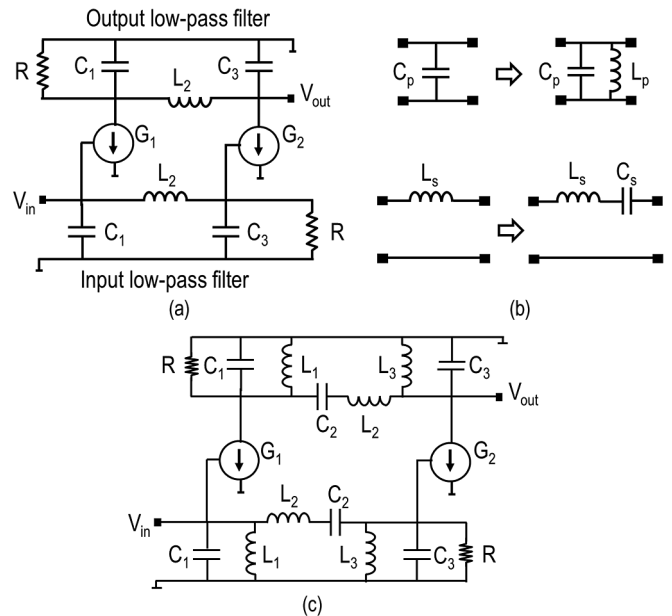 Output low-pass filter
R
C1
C3
L2
Vout
G1
G2
Vin
L2
C1
C3
R
Input low-pass filter
(a)
Cp
Cp
Lp
Ls
Ls
Cs
(b)
R
C1
L1
L3
C3
C2
L2
Vout
G1
G2
Vin
L2
C2
C1
L1
L3
C3
R
(c)